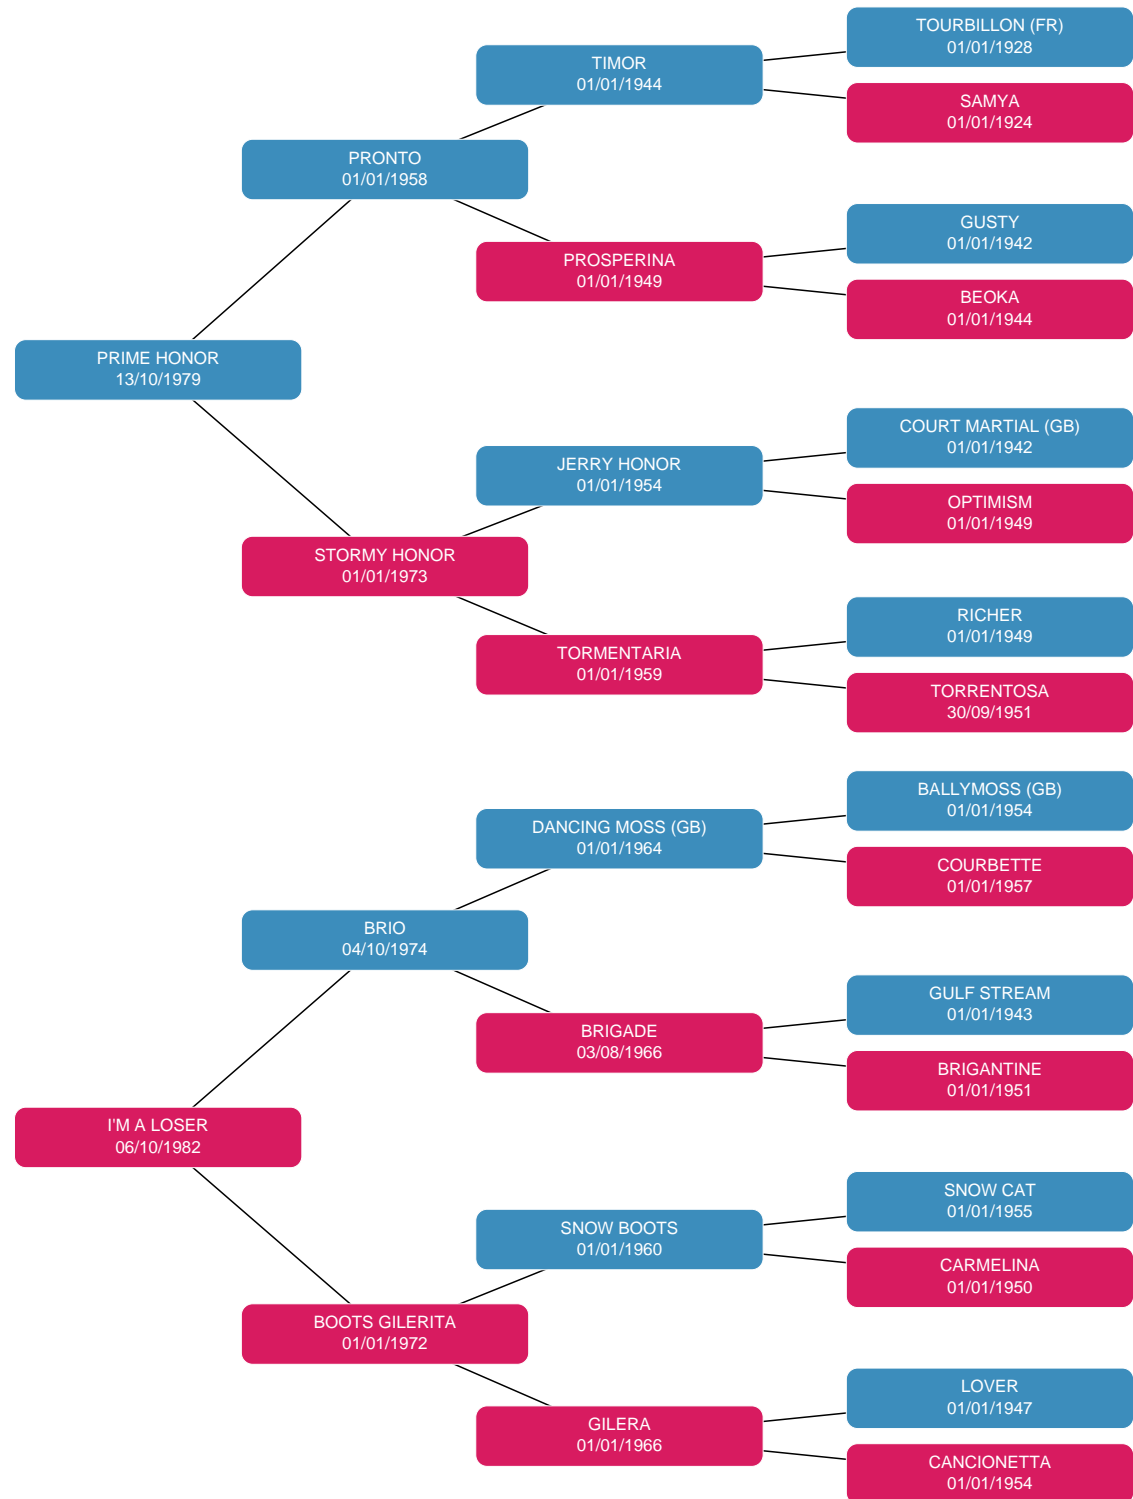 TOURBILLON (FR)
01/01/1928
TIMOR
01/01/1944
SAMYA
01/01/1924
PRONTO
01/01/1958
GUSTY
01/01/1942
PROSPERINA
01/01/1949
BEOKA
01/01/1944
PRIME HONOR
13/10/1979
COURT MARTIAL (GB)
01/01/1942
JERRY HONOR
01/01/1954
OPTIMISM
01/01/1949
STORMY HONOR
01/01/1973
RICHER
01/01/1949
TORMENTARIA
01/01/1959
TORRENTOSA
30/09/1951
BALLYMOSS (GB)
01/01/1954
DANCING MOSS (GB)
01/01/1964
COURBETTE
01/01/1957
BRIO
04/10/1974
GULF STREAM
01/01/1943
BRIGADE
03/08/1966
BRIGANTINE
01/01/1951
I'M A LOSER
06/10/1982
SNOW CAT
01/01/1955
SNOW BOOTS
01/01/1960
CARMELINA
01/01/1950
BOOTS GILERITA
01/01/1972
LOVER
01/01/1947
GILERA
01/01/1966
CANCIONETTA
01/01/1954